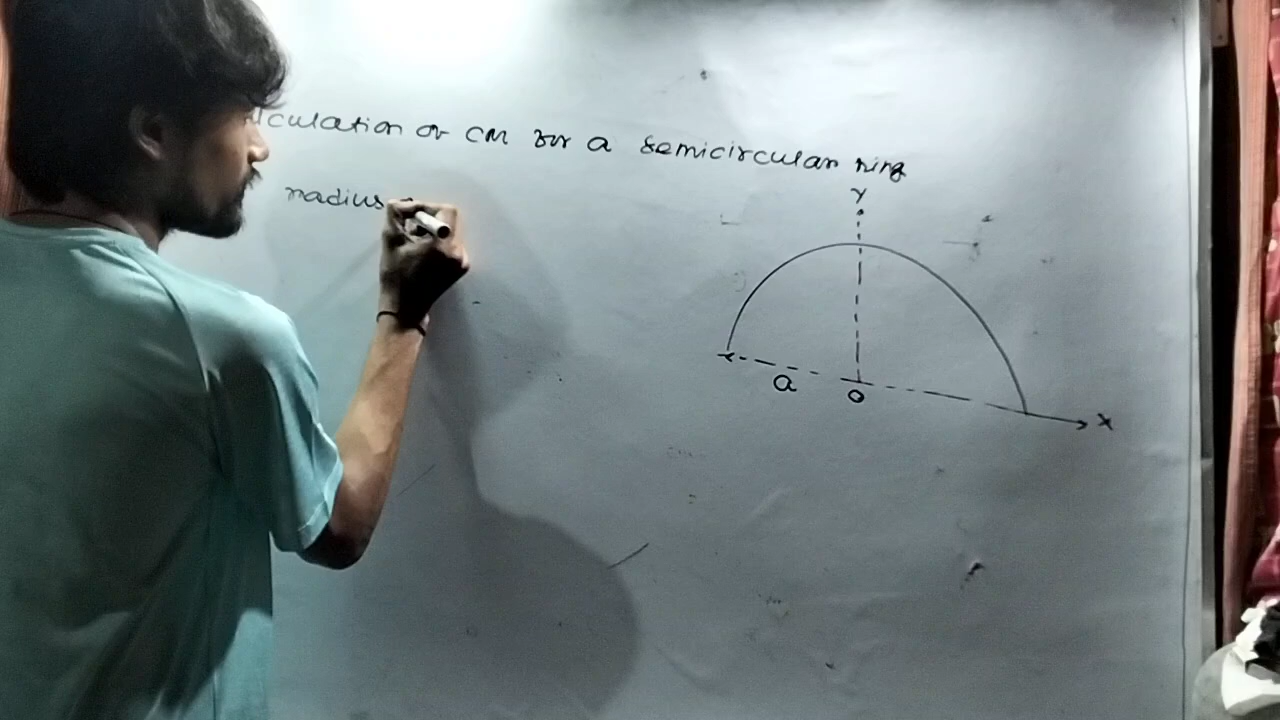 lculation of CM for a semicircular ring
radius
Y
a
O
X